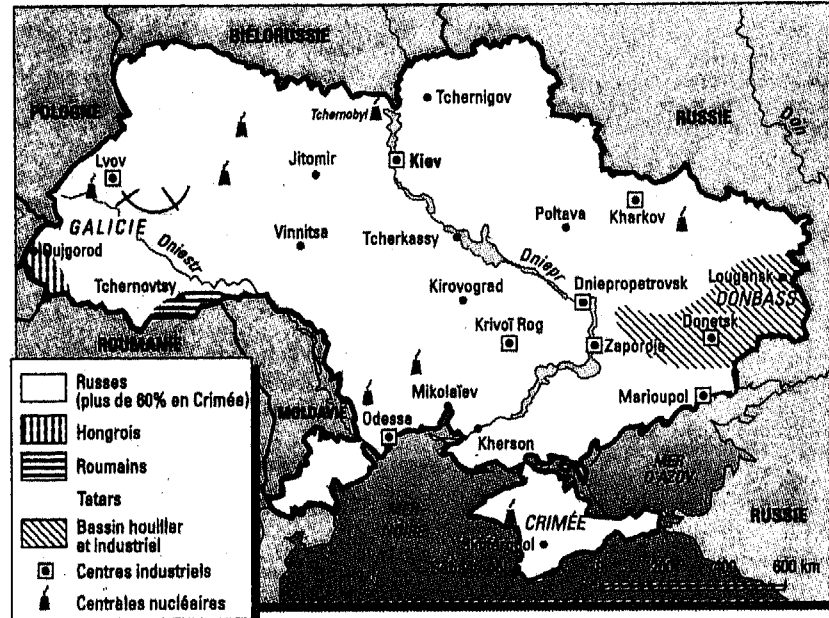 BIÉLORUSSIE
POLOGNE
Tchernobyl
Tchernigov
RUSSIE
Don
Lvov
Jitomir
Kiev
Kharkov
Poltava
GALICIE
Vinnitsa
Tcherkassy
Dniestr
Dniepr
Oujgorod
Tchernovtsy
Kirovograd
Dniepropetrovsk
Lougansk
DONBASS
Donetsk
Krivoï Rog
Zaporojie
ROUMANIE
MOLDAVIE
Mikolaïev
Marioupol
Odessa
Kherson
MER
D'AZOV
CRIMÉE
RUSSIE
600 km
Russes
(plus de 60% en Crimée)
Hongrois
Roumains
Tatars
Bassin houiller
et industriel
Centres industriels
Centrales nucléaires